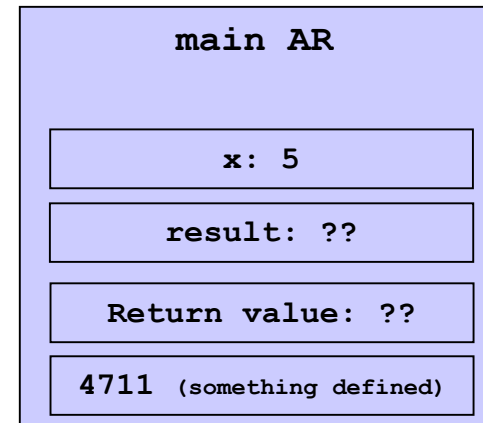 main AR
x: 5
result: ??
Return value: ??
4711 (something defined)